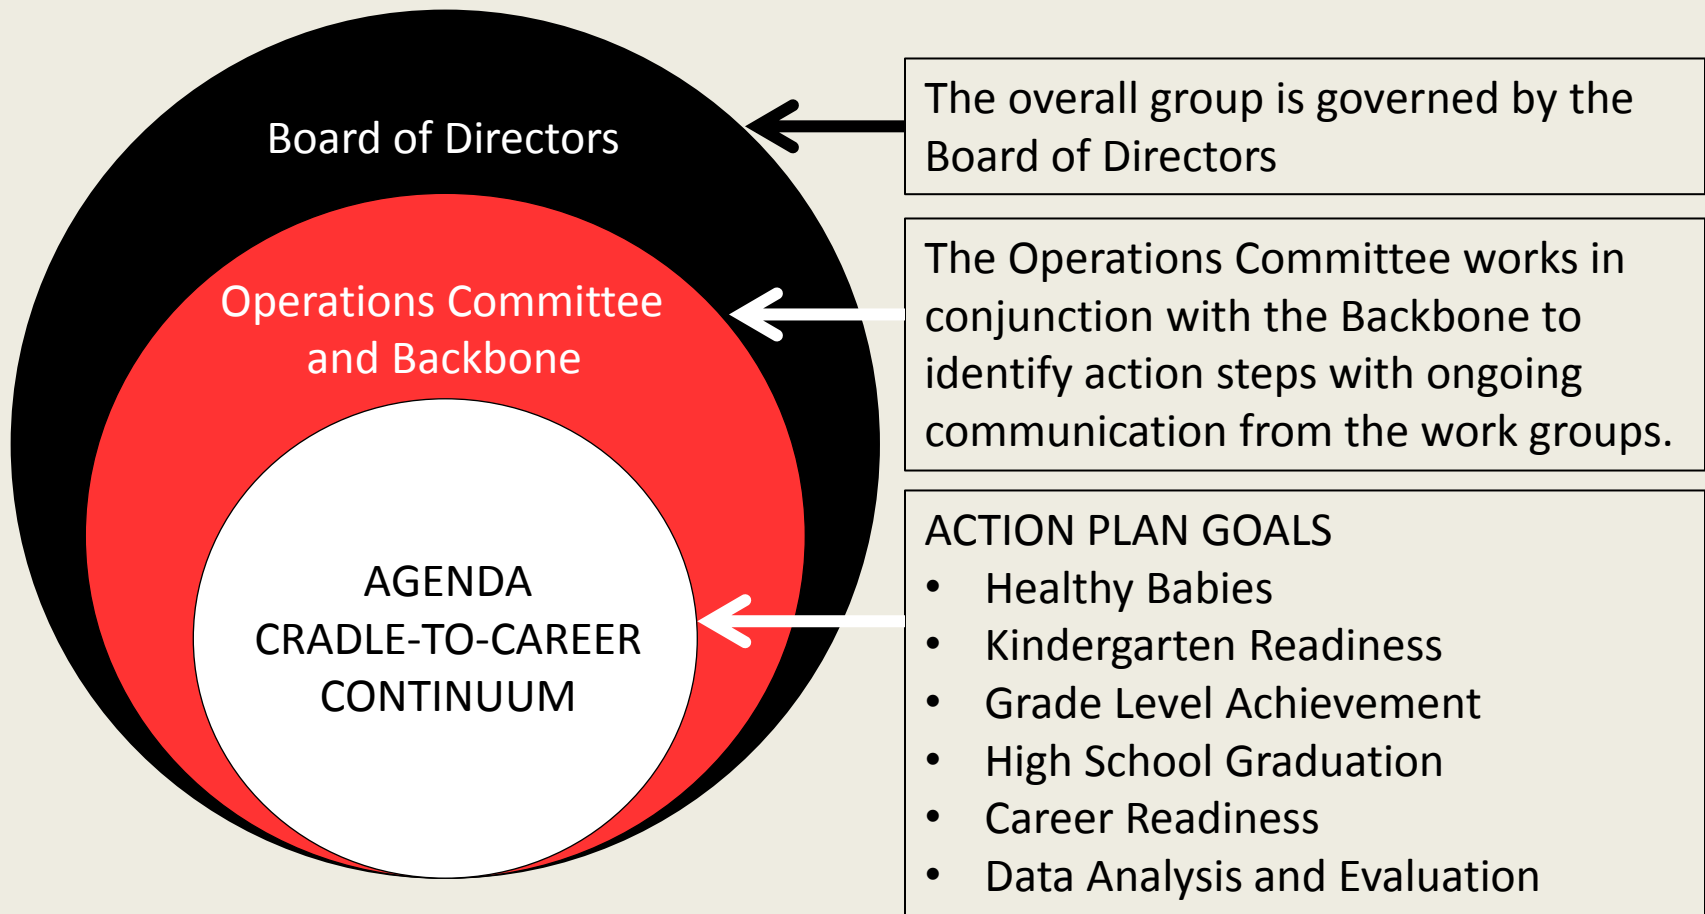 Board of Directors
Operations Committee
and Backbone
AGENDA
CRADLE-TO-CAREER
CONTINUUM
The overall group is governed by the
Board of Directors
The Operations Committee works in
conjunction with the Backbone to
identify action steps with ongoing
communication from the work groups.
ACTION PLAN GOALS
• Healthy Babies
• Kindergarten Readiness
• Grade Level Achievement
• High School Graduation
• Career Readiness
• Data Analysis and Evaluation